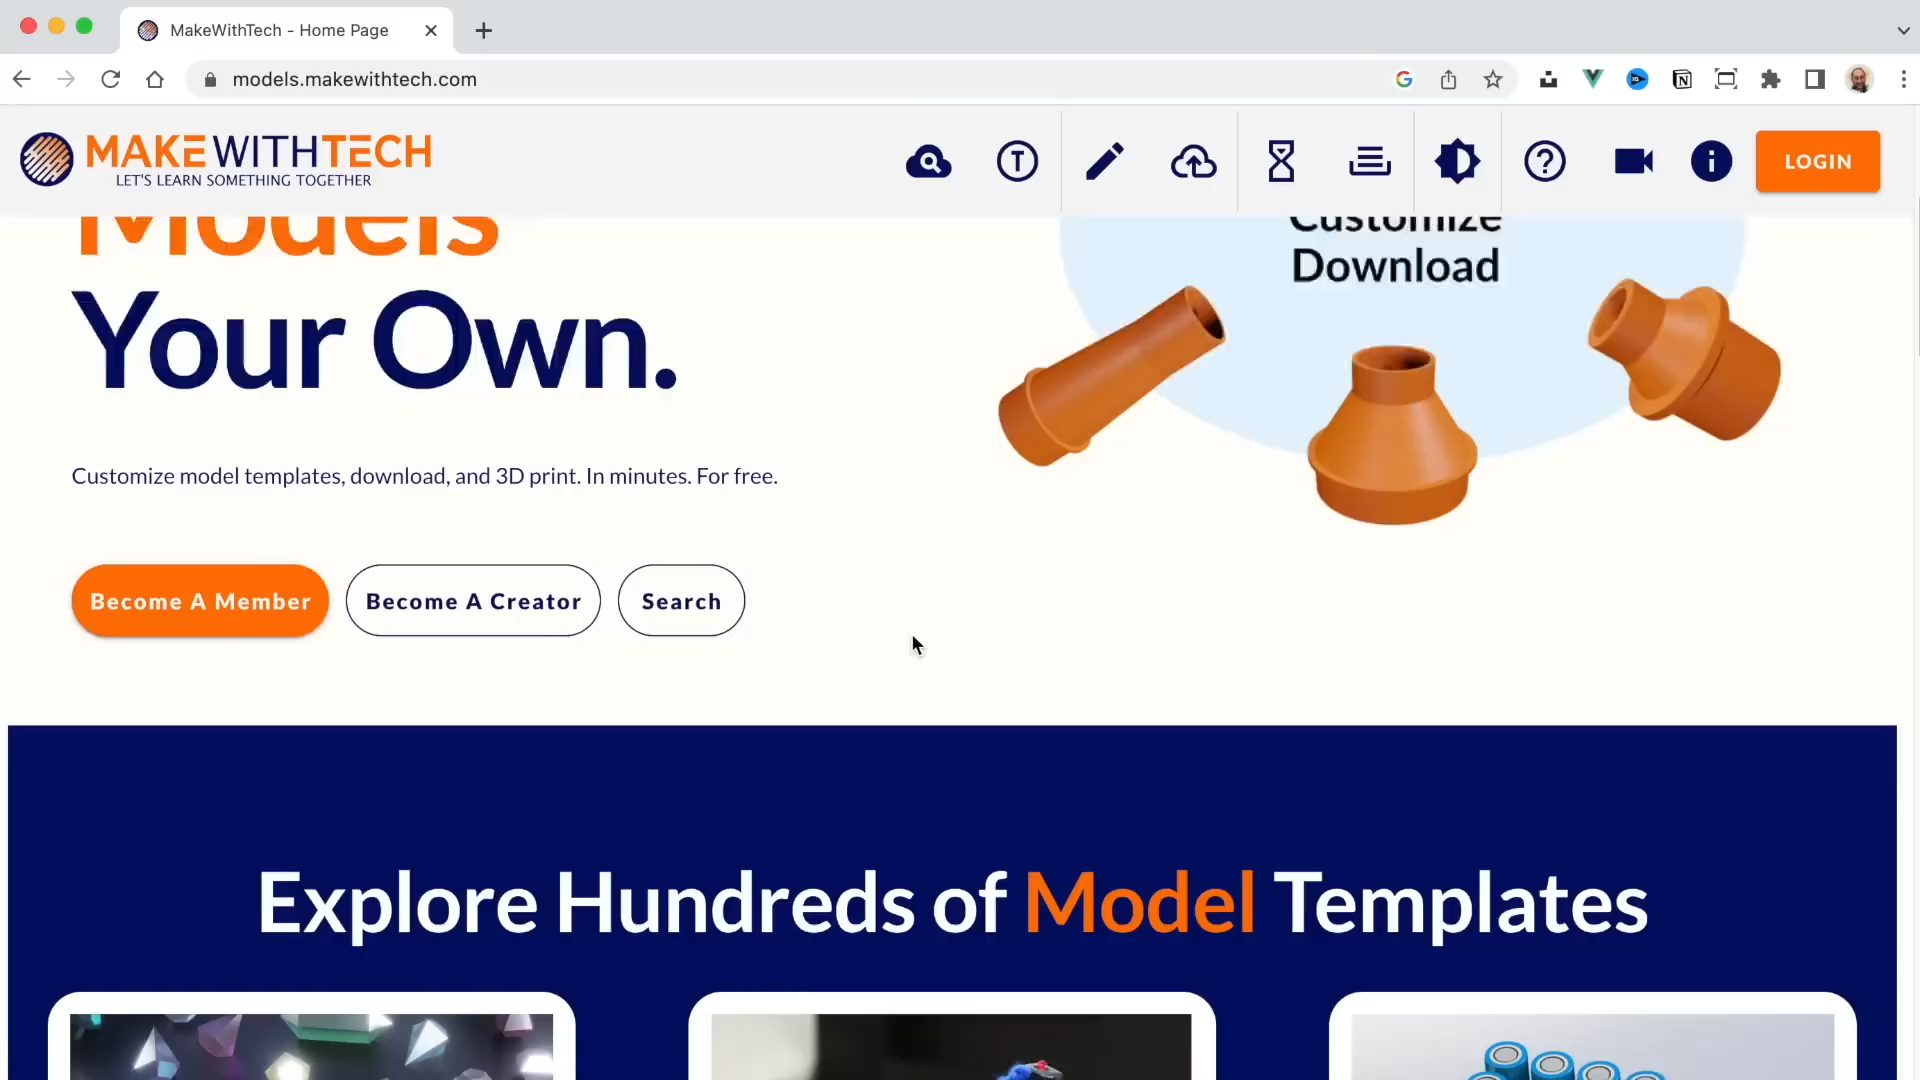 MakeWithTech - Home Page
models.makewithtech.com
MAKEWITHTECH
LET'S LEARN SOMETHING TOGETHER
T
LOGIN
Models
Your Own.
Customize
Download
Customize model templates, download, and 3D print. In minutes. For free.
Become A Member
Become A Creator
Search
Explore Hundreds of Model Templates